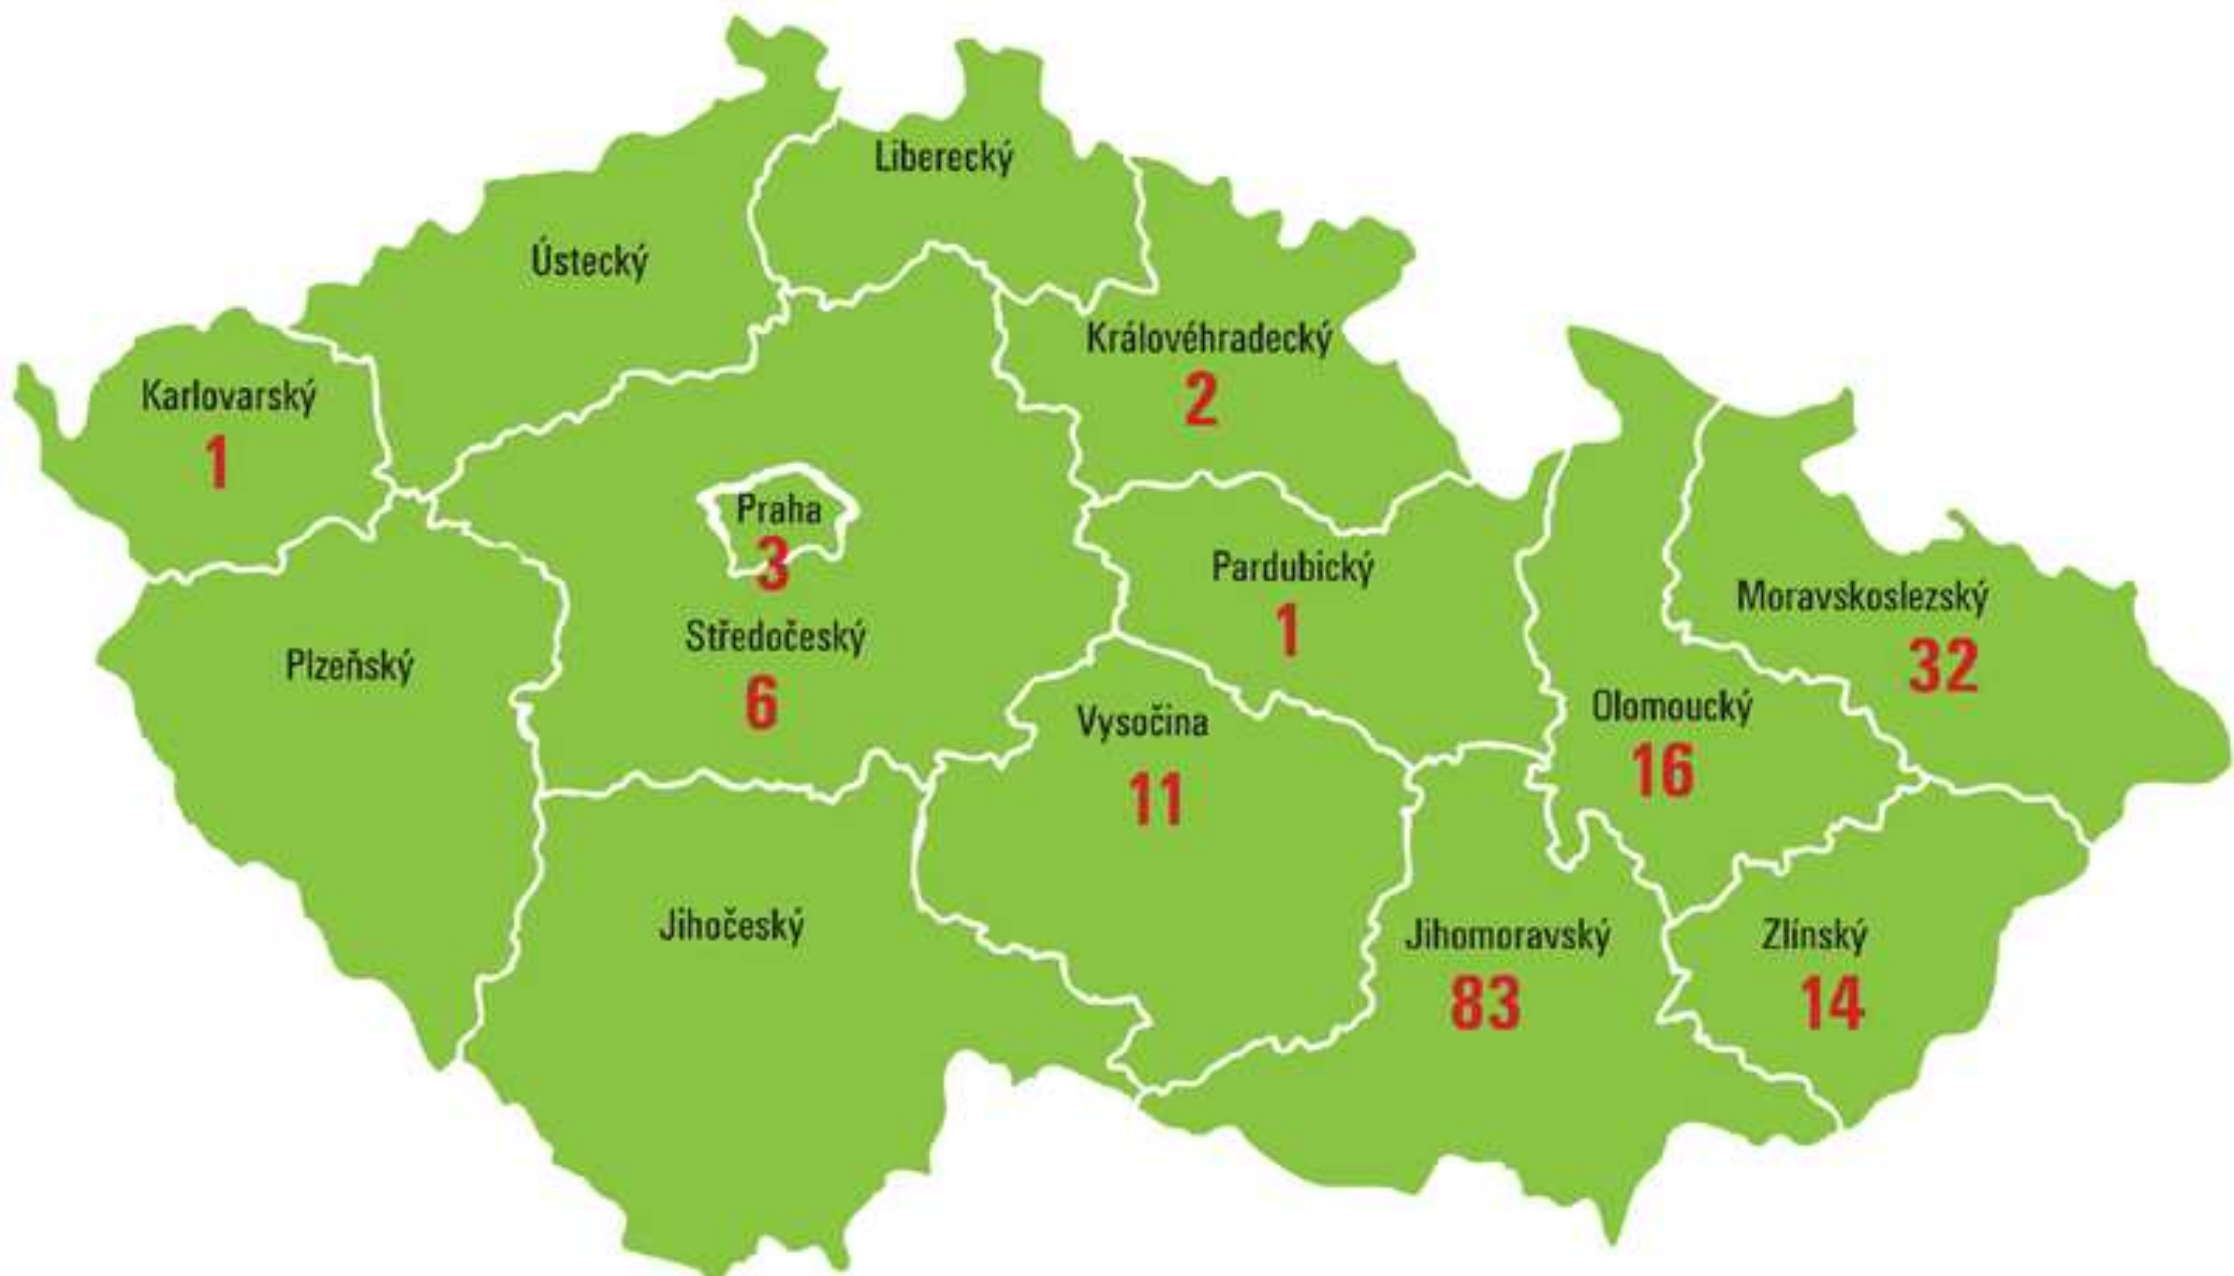 Liberecký
Ústecký
Královéhradecký
2
Karlovarský
1
Praha
3
Pardubický
1
Moravskoslezský
32
Středočeský
6
Plzeňský
Olomoucký
16
Vysočina
11
Jihočeský
Jihomoravský
83
Zlínský
14